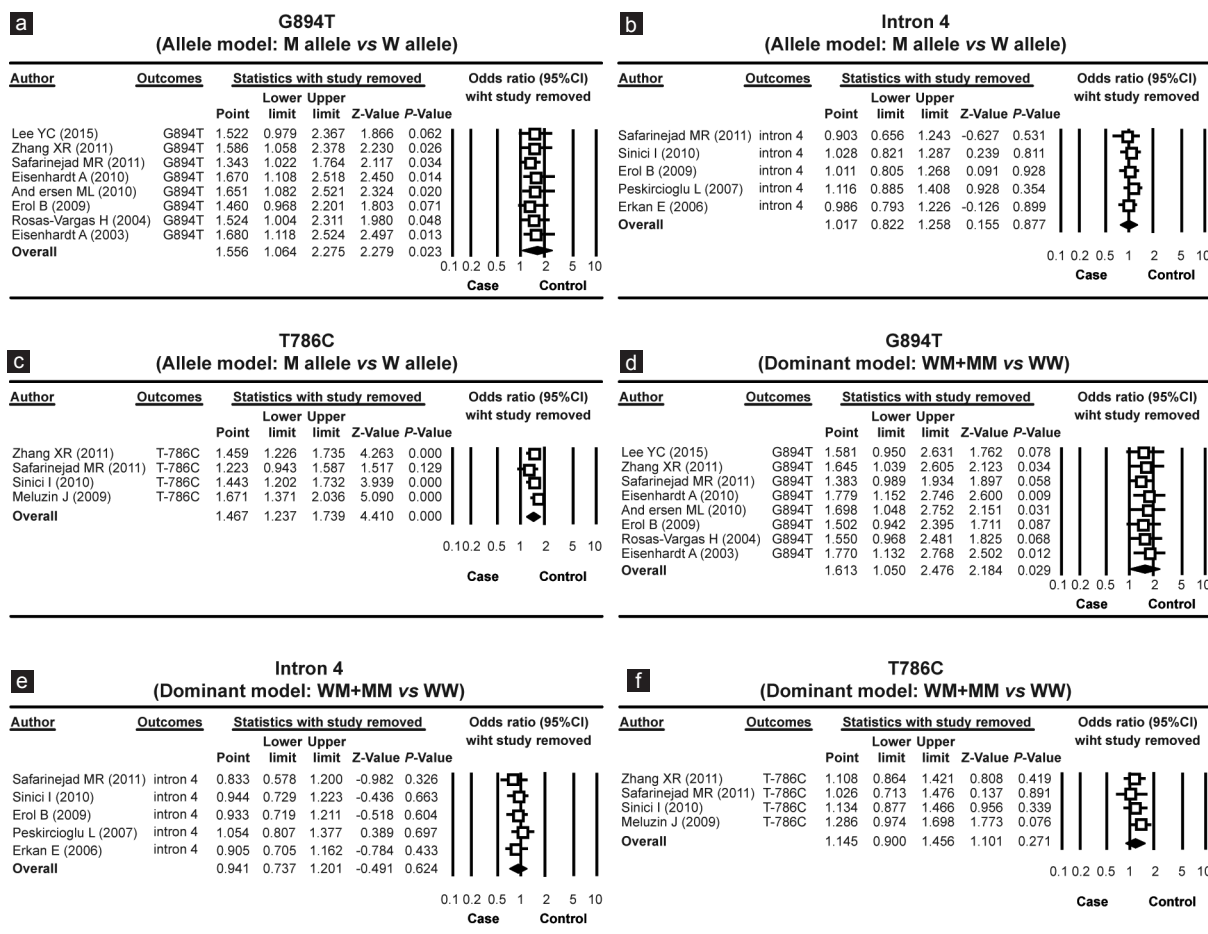 a
G894T
(Allele model: M allele vs W allele)
Author Outcomes Statistics with study removed Odds ratio (95%CI)
wiht study removed
Lower Upper
Point limit limit Z-Value P-Value
Lee YC (2015) G894T 1.522 0.979 2.367 1.866 0.062
Zhang XR (2011) G894T 1.586 1.058 2.378 2.230 0.026
Safarinejad MR (2011) G894T 1.343 1.022 1.764 2.117 0.034
Eisenhardt A (2010) G894T 1.670 1.108 2.518 2.450 0.014
And ersen ML (2010) G894T 1.651 1.082 2.521 2.324 0.020
Erol B (2009) G894T 1.460 0.968 2.201 1.803 0.071
Rosas-Vargas H (2004) G894T 1.524 1.004 2.311 1.980 0.048
Eisenhardt A (2003) G894T 1.680 1.118 2.524 2.497 0.013
Overall 1.556 1.064 2.275 2.279 0.023
0.1 0.2 0.5 1 2 5 10
Case Control
b
Intron 4
(Allele model: M allele vs W allele)
Author Outcomes Statistics with study removed Odds ratio (95%CI)
wiht study removed
Lower Upper
Point limit limit Z-Value P-Value
Safarinejad MR (2011) intron 4 0.903 0.656 1.243 -0.627 0.531
Sinici I (2010) intron 4 1.028 0.821 1.287 0.239 0.811
Erol B (2009) intron 4 1.011 0.805 1.268 0.091 0.928
Peskircioglu L (2007) intron 4 1.116 0.885 1.408 0.928 0.354
Erkan E (2006) intron 4 0.986 0.793 1.226 -0.126 0.899
Overall 1.017 0.822 1.258 0.155 0.877
0.1 0.2 0.5 1 2 5 10
Case Control
c
T786C
(Allele model: M allele vs W allele)
Author Outcomes Statistics with study removed Odds ratio (95%CI)
wiht study removed
Lower Upper
Point limit limit Z-Value P-Value
Zhang XR (2011) T-786C 1.459 1.226 1.735 4.263 0.000
Safarinejad MR (2011) T-786C 1.223 0.943 1.587 1.517 0.129
Sinici I (2010) T-786C 1.443 1.202 1.732 3.939 0.000
Meluzin J (2009) T-786C 1.671 1.371 2.036 5.090 0.000
Overall 1.467 1.237 1.739 4.410 0.000
0.1 0.2 0.5 1 2 5 10
Case Control
d
G894T
(Dominant model: WM+MM vs WW)
Author Outcomes Statistics with study removed Odds ratio (95%CI)
wiht study removed
Lower Upper
Point limit limit Z-Value P-Value
Lee YC (2015) G894T 1.581 0.950 2.631 1.762 0.078
Zhang XR (2011) G894T 1.645 1.039 2.605 2.123 0.034
Safarinejad MR (2011) G894T 1.383 0.989 1.934 1.897 0.058
Eisenhardt A (2010) G894T 1.779 1.152 2.746 2.600 0.009
And ersen ML (2010) G894T 1.698 1.048 2.752 2.151 0.031
Erol B (2009) G894T 1.502 0.942 2.395 1.711 0.087
Rosas-Vargas H (2004) G894T 1.550 0.968 2.481 1.825 0.068
Eisenhardt A (2003) G894T 1.770 1.132 2.768 2.502 0.012
Overall 1.613 1.050 2.476 2.184 0.029
0.1 0.2 0.5 1 2 5 10
Case Control
e
Intron 4
(Dominant model: WM+MM vs WW)
Author Outcomes Statistics with study removed Odds ratio (95%CI)
wiht study removed
Lower Upper
Point limit limit Z-Value P-Value
Safarinejad MR (2011) intron 4 0.833 0.578 1.200 -0.982 0.326
Sinici I (2010) intron 4 0.944 0.729 1.223 -0.436 0.663
Erol B (2009) intron 4 0.933 0.719 1.211 -0.518 0.604
Peskircioglu L (2007) intron 4 1.054 0.807 1.377 0.389 0.697
Erkan E (2006) intron 4 0.905 0.705 1.162 -0.784 0.433
Overall 0.941 0.737 1.201 -0.491 0.624
0.1 0.2 0.5 1 2 5 10
Case Control
f
T786C
(Dominant model: WM+MM vs WW)
Author Outcomes Statistics with study removed Odds ratio (95%CI)
wiht study removed
Lower Upper
Point limit limit Z-Value P-Value
Zhang XR (2011) T-786C 1.108 0.864 1.421 0.808 0.419
Safarinejad MR (2011) T-786C 1.026 0.713 1.476 0.137 0.891
Sinici I (2010) T-786C 1.134 0.877 1.466 0.956 0.339
Meluzin J (2009) T-786C 1.286 0.974 1.698 1.773 0.076
Overall 1.145 0.900 1.456 1.101 0.271
0.1 0.2 0.5 1 2 5 10
Case Control